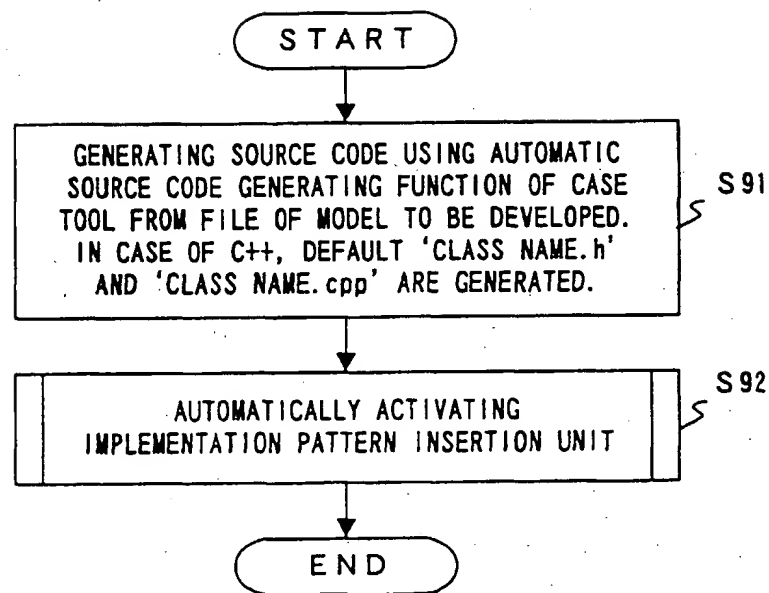 START
GENERATING SOURCE CODE USING AUTOMATIC
SOURCE CODE GENERATING FUNCTION OF CASE
TOOL FROM FILE OF MODEL TO BE DEVELOPED.
IN CASE OF C++, DEFAULT 'CLASS NAME.h'
AND 'CLASS NAME.cpp' ARE GENERATED.
S91
AUTOMATICALLY ACTIVATING
IMPLEMENTATION PATTERN INSERTION UNIT
S92
END